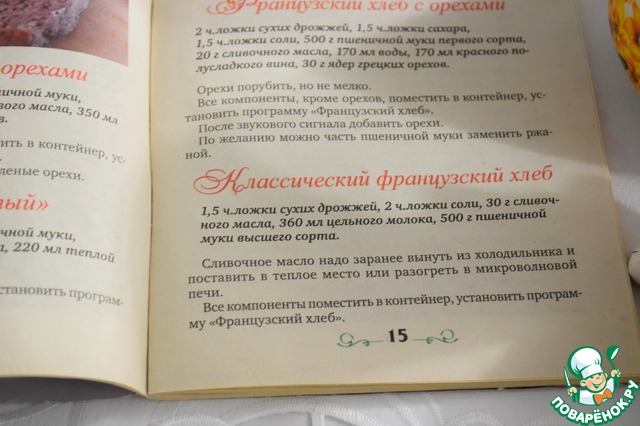 орехами
ничной муки,
вого масла, 350 мл
ов.
тить в контейнер, ус-
».
леные орехи.
лый»
чной муки,
а, 220 мл теплой
становить програм-
Французский хлеб с орехами
2 ч.ложки сухих дрожжей, 1,5 ч.ложки сахара,
1,5 ч.ложки соли, 500 г пшеничной муки первого сорта,
20 г сливочного масла, 170 мл воды, 170 мл красного по-
лусладкого вина, 30 г ядер грецких орехов.
Орехи порубить, но не мелко.
Все компоненты, кроме орехов, поместить в контейнер, ус-
тановить программу «Французский хлеб».
После звукового сигнала добавить орехи.
По желанию можно часть пшеничной муки заменить ржа-
ной.
Классический французский хлеб
1,5 ч.ложки сухих дрожжей, 2 ч.ложки соли, 30 г сливоч-
ного масла, 360 мл цельного молока, 500 г пшеничной
муки высшего сорта.
Сливочное масло надо заранее вынуть из холодильника и
поставить в теплое место или разогреть в микроволновой
печи.
Все компоненты поместить в контейнер, установить програм-
му «Французский хлеб».
15
ПОВАРЁНОК.РУ